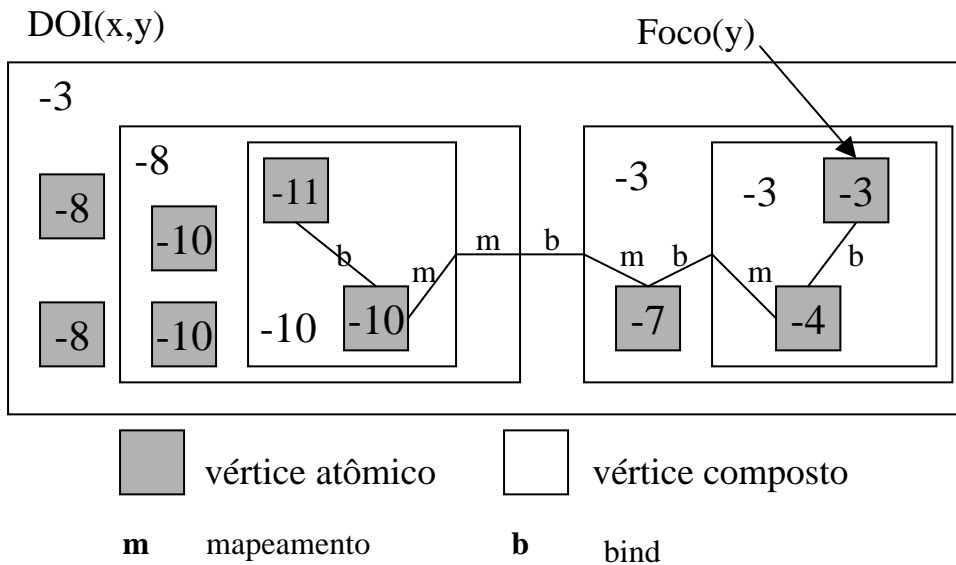 DOI(x,y)
Foco(y)
-3
-8
-11
-3
-3
-3
-8
-10
b
m
m
b
m
b
m
b
-8
-10
-10
-10
-7
-4
vértice atômico
vértice composto
m mapeamento
b bind